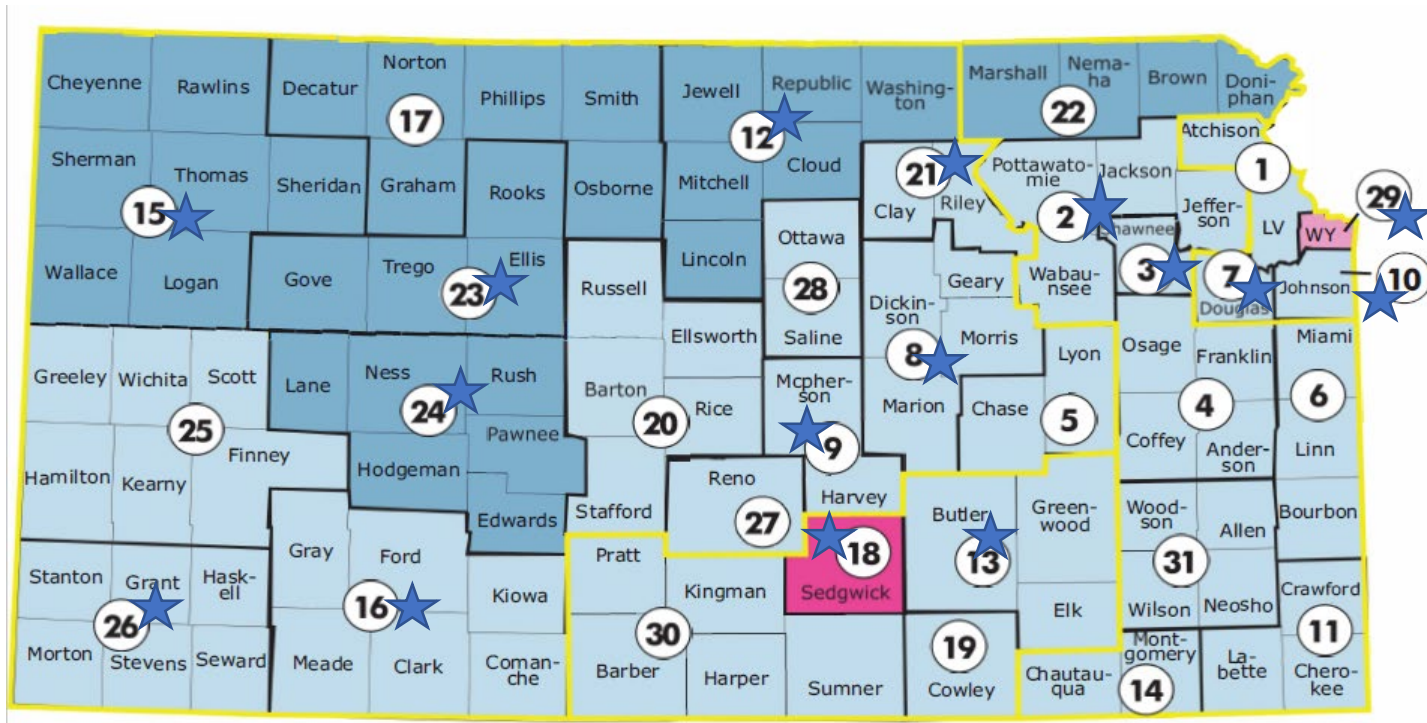 Cheyenne
Rawlins
Decatur
Norton
Phillips
Smith
Jewell
Republic
Washing-
ton
Marshall
Nema-
ha
Brown
Doni-
phan
17
12
22
Atchison
Sherman
Thomas
Sheridan
Graham
Rooks
Osborne
Mitchell
Cloud
21
Clay
Riley
Pottawato-
mie
Jackson
1
29
15
2
Jeffer-
son
LV
WY
Wallace
Logan
Gove
Trego
Ellis
23
Lincoln
Ottawa
28
Saline
Shawnee
3
7
Douglas
Johnson
10
Russell
Ellsworth
Dickin-
son
Geary
Morris
Wabau-
nsee
8
Greeley
Wichita
Scott
Lane
Ness
Rush
24
Barton
Rice
20
Mcpher-
son
9
Marion
Chase
Lyon
5
Osage
Franklin
4
Miami
6
25
Hamilton
Kearny
Finney
Hodgeman
Pawnee
Edwards
Stafford
Reno
27
Harvey
Coffey
Ander-
son
Linn
Butler
13
Green-
wood
Wood-
son
Allen
Bourbon
31
Stanton
Grant
Hask-
ell
Gray
Ford
Kiowa
Pratt
Kingman
18
Sedgwick
Elk
Wilson
Neosho
Crawford
26
16
30
19
11
Morton
Stevens
Seward
Meade
Clark
Coman-
che
Barber
Harper
Sumner
Cowley
Chautau-
qua
Mont-
gomery
14
La-
bette
Chero-
kee